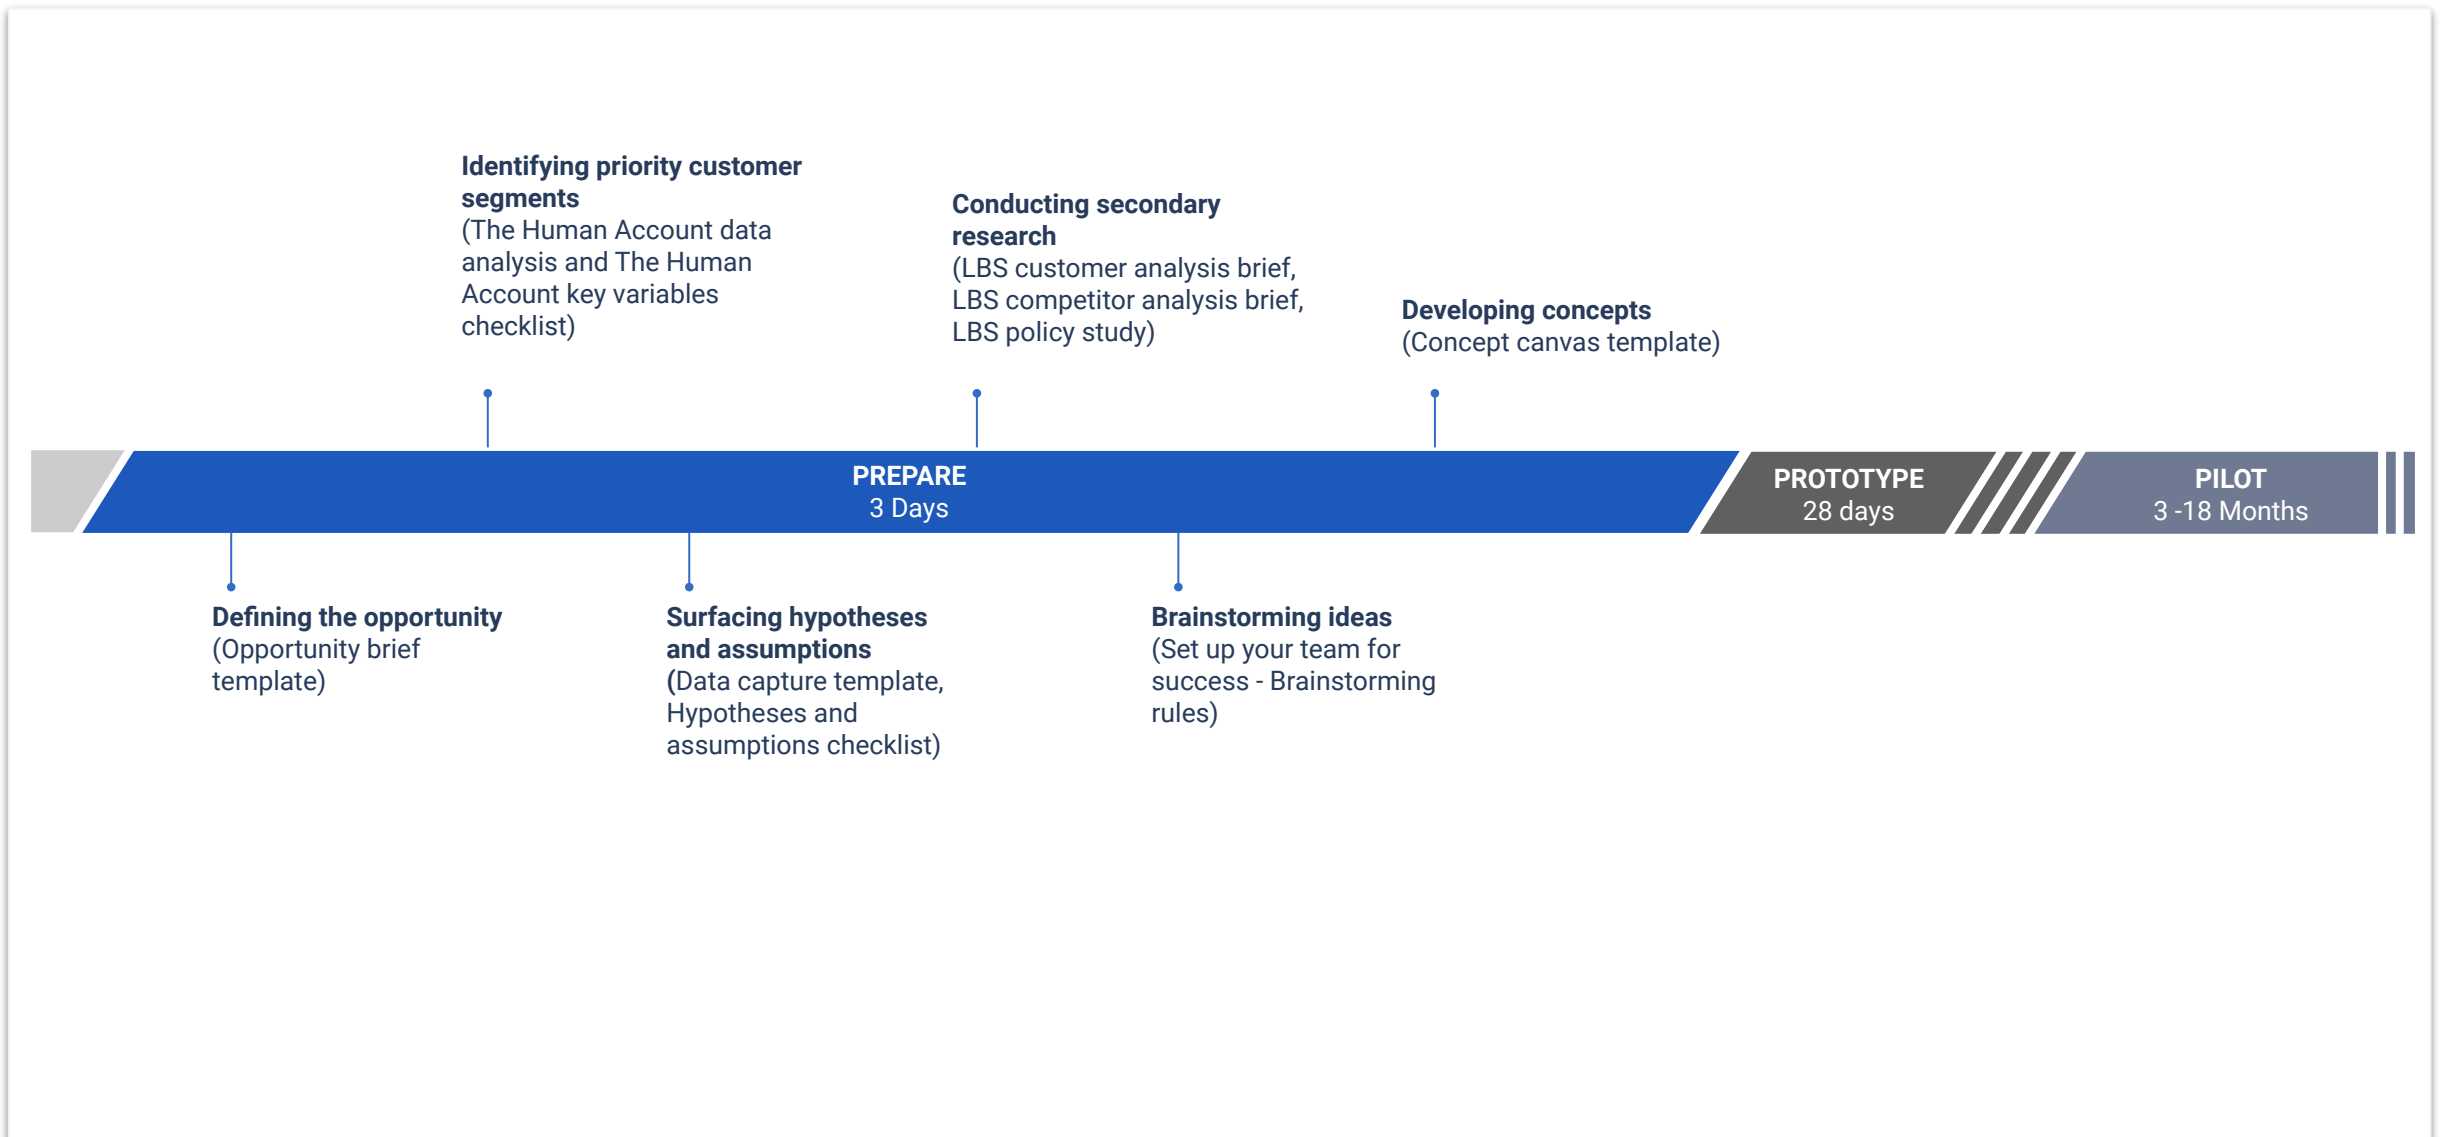 Identifying priority customer
segments
(The Human Account data
analysis and The Human
Account key variables
checklist)
Conducting secondary
research
(LBS customer analysis brief,
LBS competitor analysis brief,
LBS policy study)
Developing concepts
(Concept canvas template)
PREPARE
3 Days
PROTOTYPE
28 days
PILOT
3 -18 Months
Defining the opportunity
(Opportunity brief
template)
Surfacing hypotheses
and assumptions
(Data capture template,
Hypotheses and
assumptions checklist)
Brainstorming ideas
(Set up your team for
success - Brainstorming
rules)